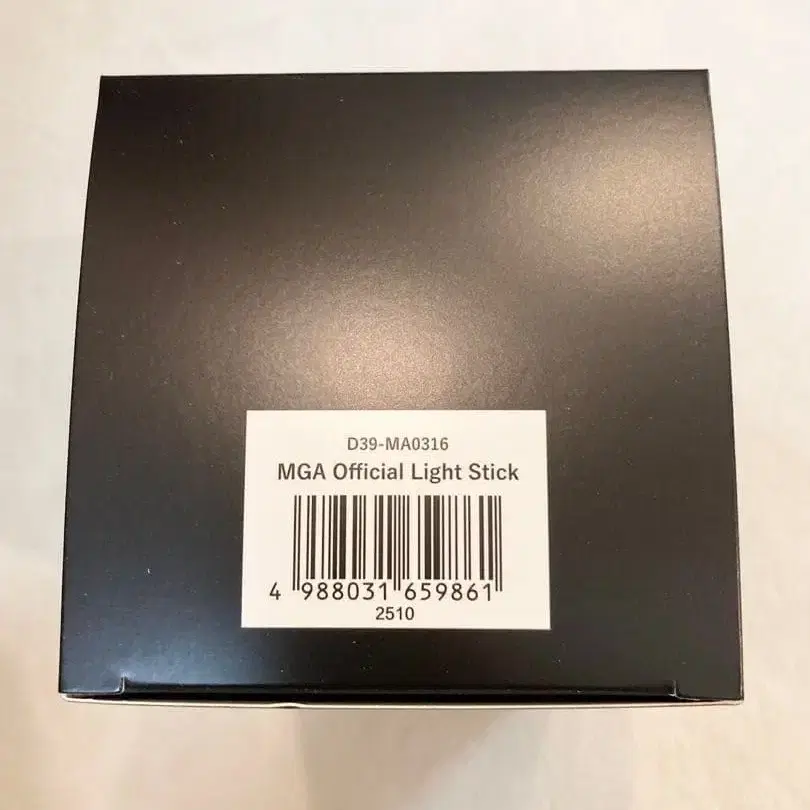 D39-MA0316
MGA Official Light Stick
4 988031 659861
2510